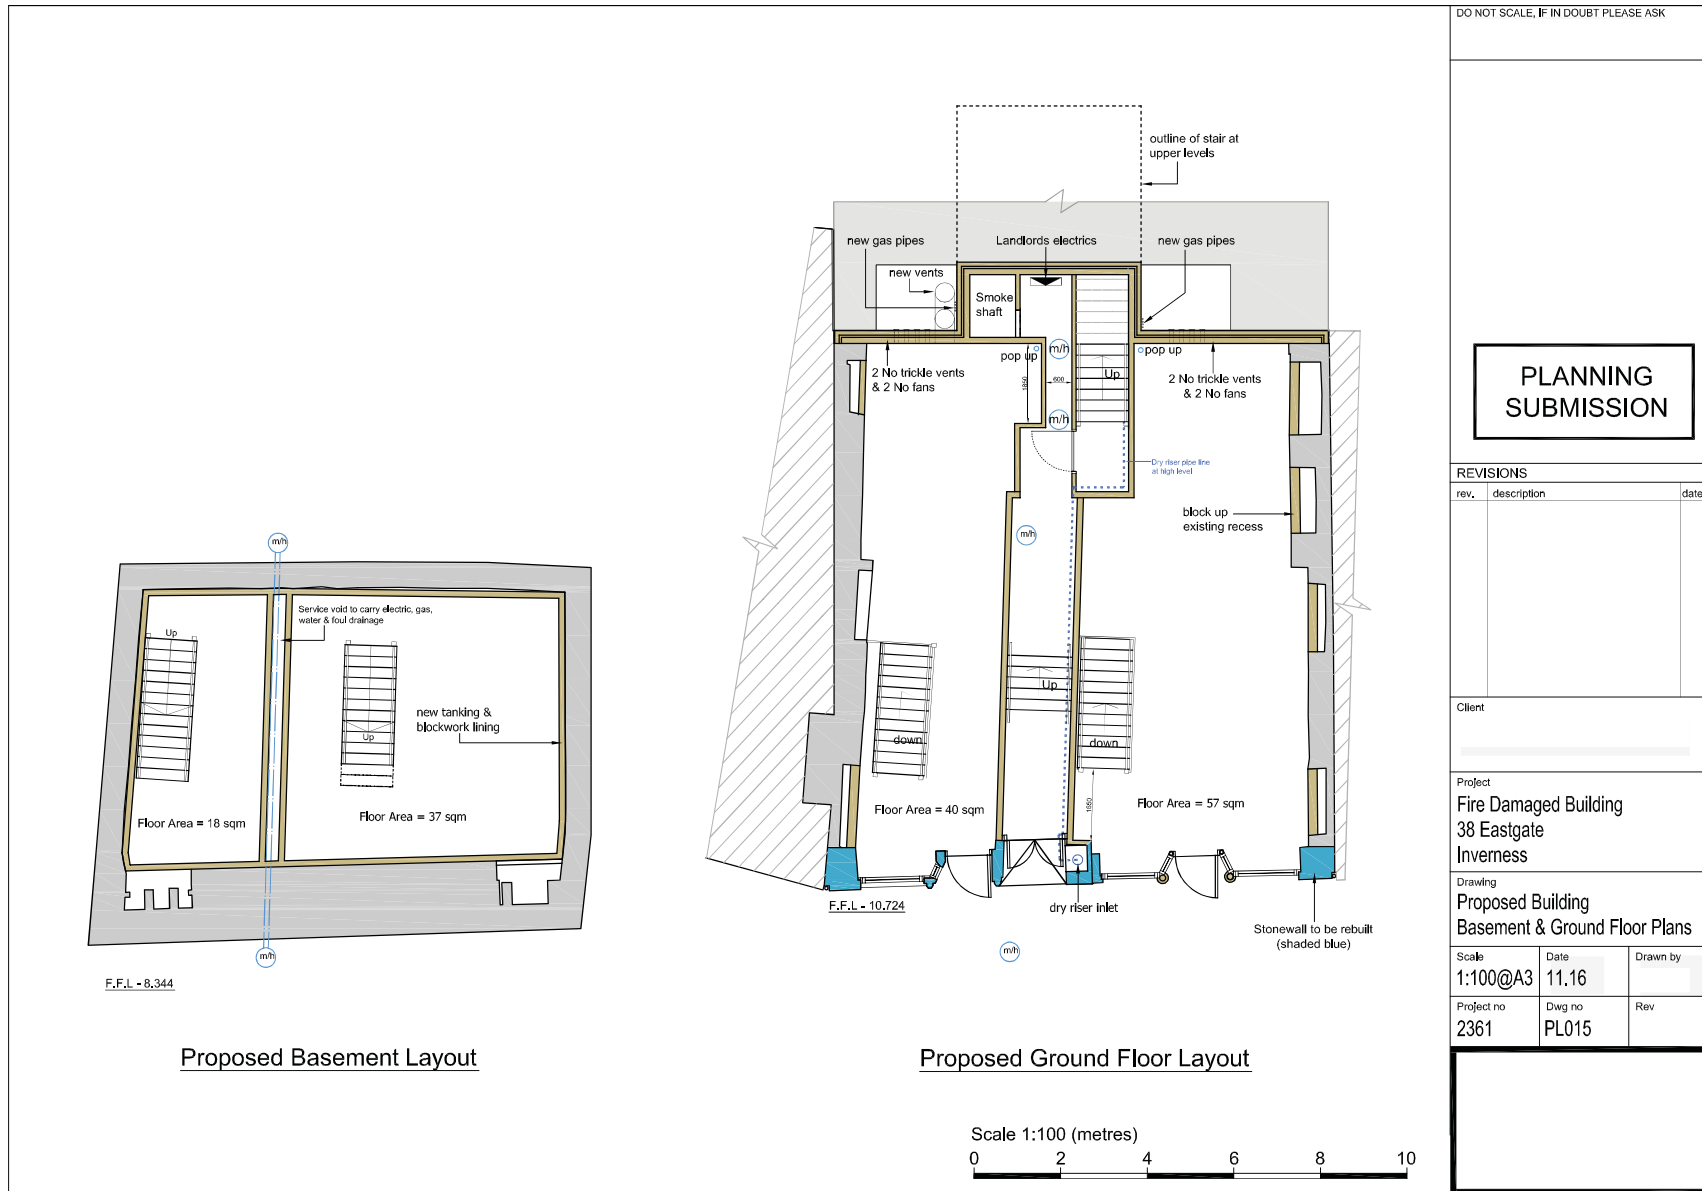 DO NOT SCALE, IF IN DOUBT PLEASE ASK
outline of stair at
upper levels
new gas pipes
Landlords electrics
new gas pipes
new vents
Smoke
shaft
pop up
m/h
pop up
2 No trickle vents
& 2 No fans
1850
600
Up
2 No trickle vents
& 2 No fans
m/h
Dry riser pipe line
at high level
block up
existing recess
m/h
Up
down
down
1650
Floor Area = 40 sqm
Floor Area = 57 sqm
F.F.L - 10.724
dry riser inlet
Stonewall to be rebuilt
(shaded blue)
m/h
Proposed Ground Floor Layout
m/h
Service void to carry electric, gas,
water & foul drainage
Up
Up
new tanking &
blockwork lining
Floor Area = 18 sqm
Floor Area = 37 sqm
m/h
F.F.L - 8.344
Proposed Basement Layout
Scale 1:100 (metres)
0 2 4 6 8 10
PLANNING
SUBMISSION
REVISIONS
rev. description date
Client
Project
Fire Damaged Building
38 Eastgate
Inverness
Drawing
Proposed Building
Basement & Ground Floor Plans
Scale Date Drawn by
1:100@A3 11.16
Project no Dwg no Rev
2361 PL015